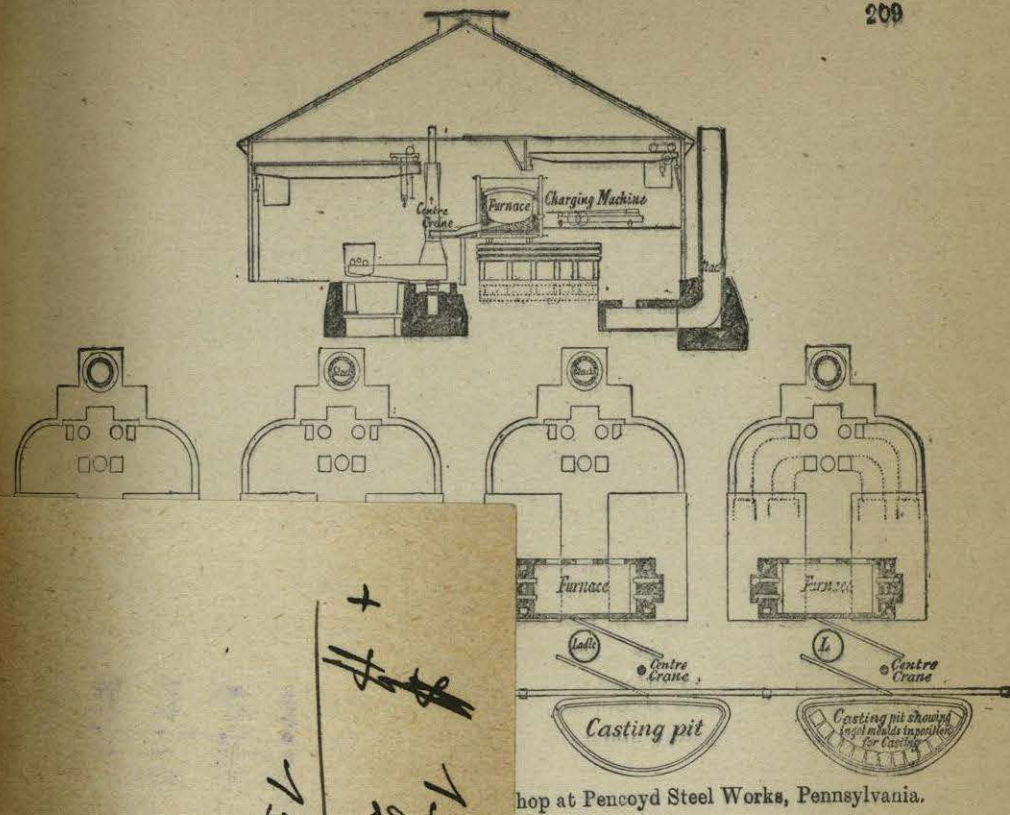 209
Centre
Crane
Furnace
Charging Machine
Stack
Stack
Stack
Furnace
Furnace
Ladle
Centre
Crane
L
Centre
Crane
Casting pit
Casting pit showing
ingot moulds in position
for Casting
hop at Pencoyd Steel Works, Pennsylvania.